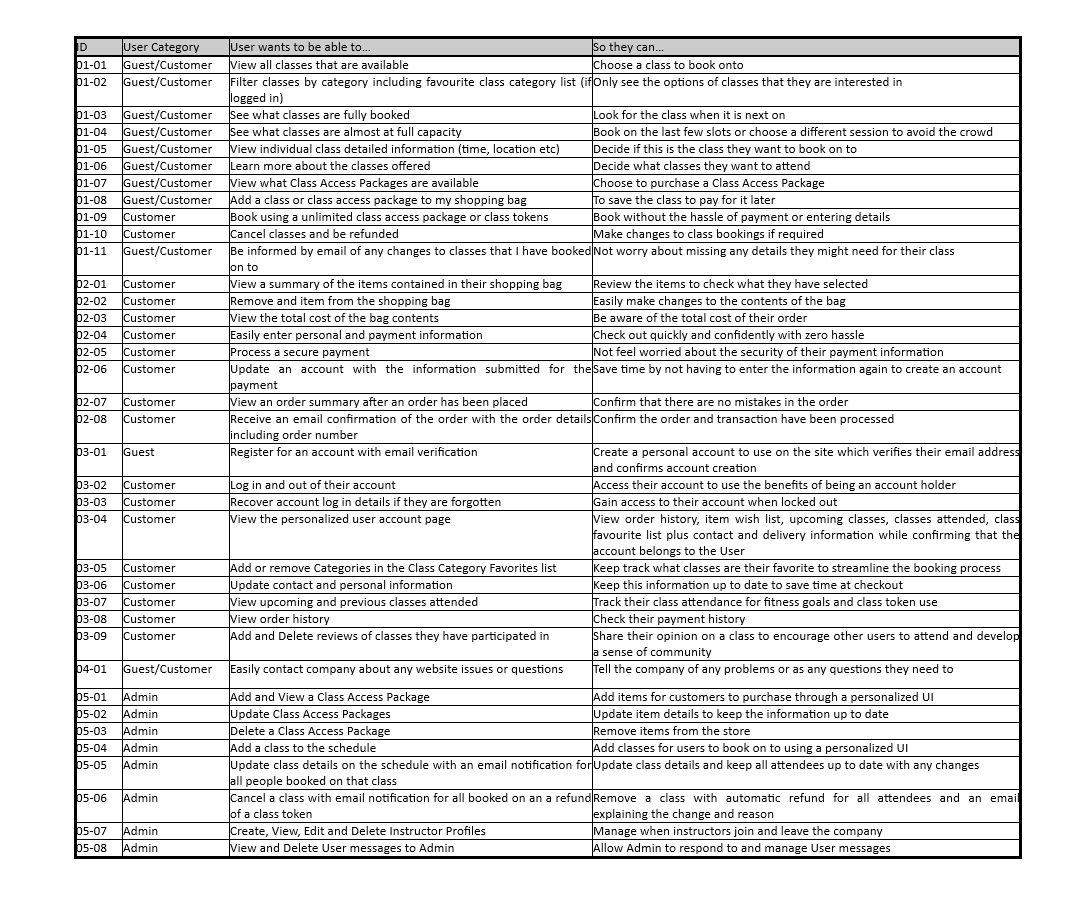 ID User Category User wants to be able to... So they can...
01-01 Guest/Customer View all classes that are available Choose a class to book onto
01-02 Guest/Customer Filter classes by category including favourite class category list (if Only see the options of classes that they are interested in
logged in)
01-03 Guest/Customer See what classes are fully booked Look for the class when it is next on
01-04 Guest/Customer See what classes are almost at full capacity Book on the last few slots or choose a different session to avoid the crowd
01-05 Guest/Customer View individual class detailed information (time, location etc) Decide if this is the class they want to book on to
01-06 Guest/Customer Learn more about the classes offered Decide what classes they want to attend
01-07 Guest/Customer View what Class Access Packages are available Choose to purchase a Class Access Package
01-08 Guest/Customer Add a class or class access package to my shopping bag To save the class to pay for it later
01-09 Customer Book using a unlimited class access package or class tokens Book without the hassle of payment or entering details
01-10 Customer Cancel classes and be refunded Make changes to class bookings if required
01-11 Guest/Customer Be informed by email of any changes to classes that I have booked Not worry about missing any details they might need for their class
on to
02-01 Customer View a summary of the items contained in their shopping bag Review the items to check what they have selected
02-02 Customer Remove and item from the shopping bag Easily make changes to the contents of the bag
02-03 Customer View the total cost of the bag contents Be aware of the total cost of their order
02-04 Customer Easily enter personal and payment information Check out quickly and confidently with zero hassle
02-05 Customer Process a secure payment Not feel worried about the security of their payment information
02-06 Customer Update an account with the information submitted for the Save time by not having to enter the information again to create an account
payment
02-07 Customer View an order summary after an order has been placed Confirm that there are no mistakes in the order
02-08 Customer Receive an email confirmation of the order with the order details Confirm the order and transaction have been processed
including order number
03-01 Guest Register for an account with email verification Create a personal account to use on the site which verifies their email address
and confirms account creation
03-02 Customer Log in and out of their account Access their account to use the benefits of being an account holder
03-03 Customer Recover account log in details if they are forgotten Gain access to their account when locked out
03-04 Customer View the personalized user account page View order history, item wish list, upcoming classes, classes attended, class
favourite list plus contact and delivery information while confirming that the
account belongs to the User
03-05 Customer Add or remove Categories in the Class Category Favorites list Keep track what classes are their favorite to streamline the booking process
03-06 Customer Update contact and personal information Keep this information up to date to save time at checkout
03-07 Customer View upcoming and previous classes attended Track their class attendance for fitness goals and class token use
03-08 Customer View order history Check their payment history
03-09 Customer Add and Delete reviews of classes they have participated in Share their opinion on a class to encourage other users to attend and develop
a sense of community
04-01 Guest/Customer Easily contact company about any website issues or questions Tell the company of any problems or as any questions they need to
05-01 Admin Add and View a Class Access Package Add items for customers to purchase through a personalized UI
05-02 Admin Update Class Access Packages Update item details to keep the information up to date
05-03 Admin Delete a Class Access Package Remove items from the store
05-04 Admin Add a class to the schedule Add classes for users to book on to using a personalized UI
05-05 Admin Update class details on the schedule with an email notification for Update class details and keep all attendees up to date with any changes
all people booked on that class
05-06 Admin Cancel a class with email notification for all booked on an a refund Remove a class with automatic refund for all attendees and an email
of a class token explaining the change and reason
05-07 Admin Create, View, Edit and Delete Instructor Profiles Manage when instructors join and leave the company
05-08 Admin View and Delete User messages to Admin Allow Admin to respond to and manage User messages